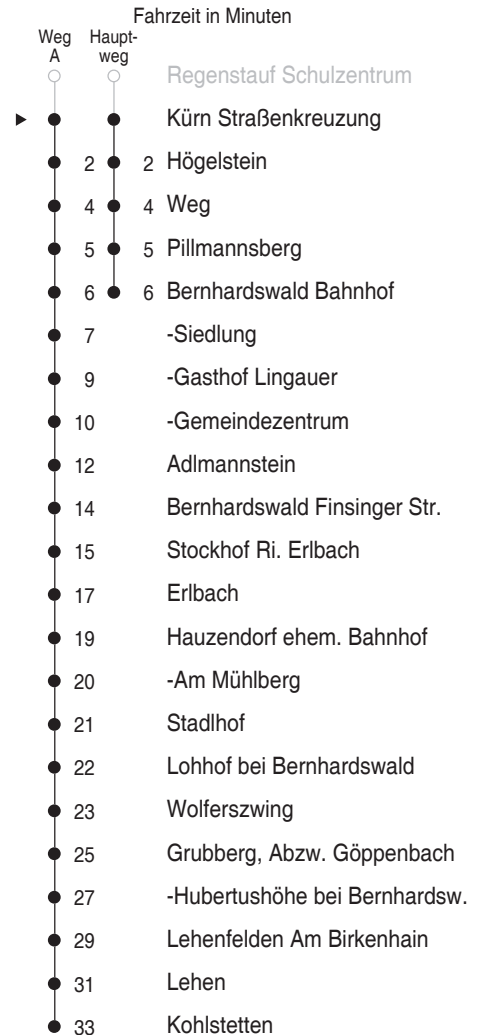 Fahrzeit in Minuten
Weg Haupt-
A weg
Regenstauf Schulzentrum
Kürn Straßenkreuzung
2 2 Högelstein
4 4 Weg
5 5 Pillmannsberg
6 6 Bernhardswald Bahnhof
7 -Siedlung
9 -Gasthof Lingauer
10 -Gemeindezentrum
12 Adlmannstein
14 Bernhardswald Finsinger Str.
15 Stockhof Ri. Erlbach
17 Erlbach
19 Hauzendorf ehem. Bahnhof
20 -Am Mühlberg
21 Stadlhof
22 Lohhof bei Bernhardswald
23 Wolferszwing
25 Grubberg, Abzw. Göppenbach
27 -Hubertushöhe bei Bernhardsw.
29 Lehenfelden Am Birkenhain
31 Lehen
33 Kohlstetten